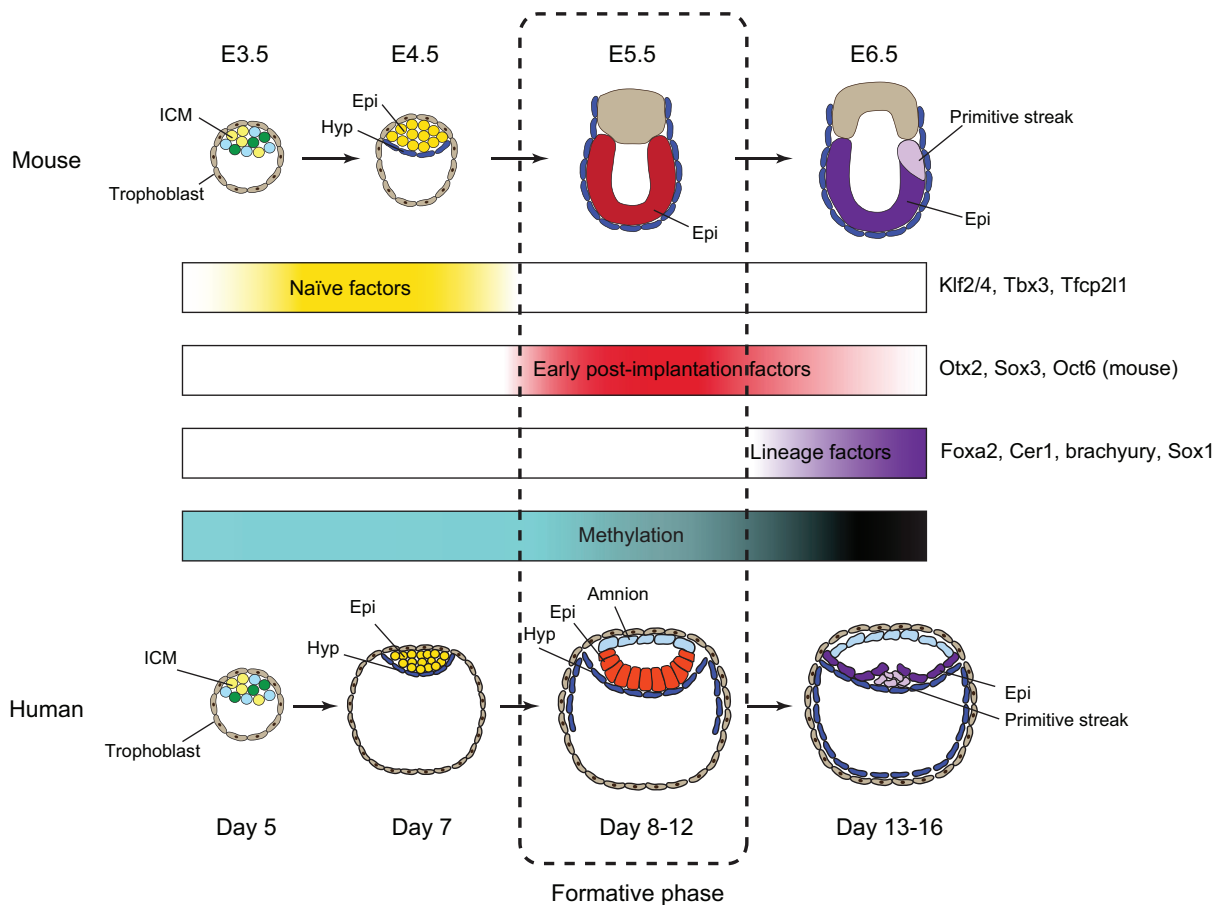 E3.5
E4.5
E5.5
E6.5
ICM
Epi
Hyp
Primitive streak
Mouse
Trophoblast
Epi
Epi
Naïve factors
Klf2/4, Tbx3, Tfcp2l1
Early post-implantation factors
Otx2, Sox3, Oct6 (mouse)
Lineage factors
Foxa2, Cer1, brachyury, Sox1
Methylation
Amnion
Epi
Epi
Hyp
Hyp
ICM
Epi
Human
Primitive streak
Trophoblast
Day 5
Day 7
Day 8-12
Day 13-16
Formative phase